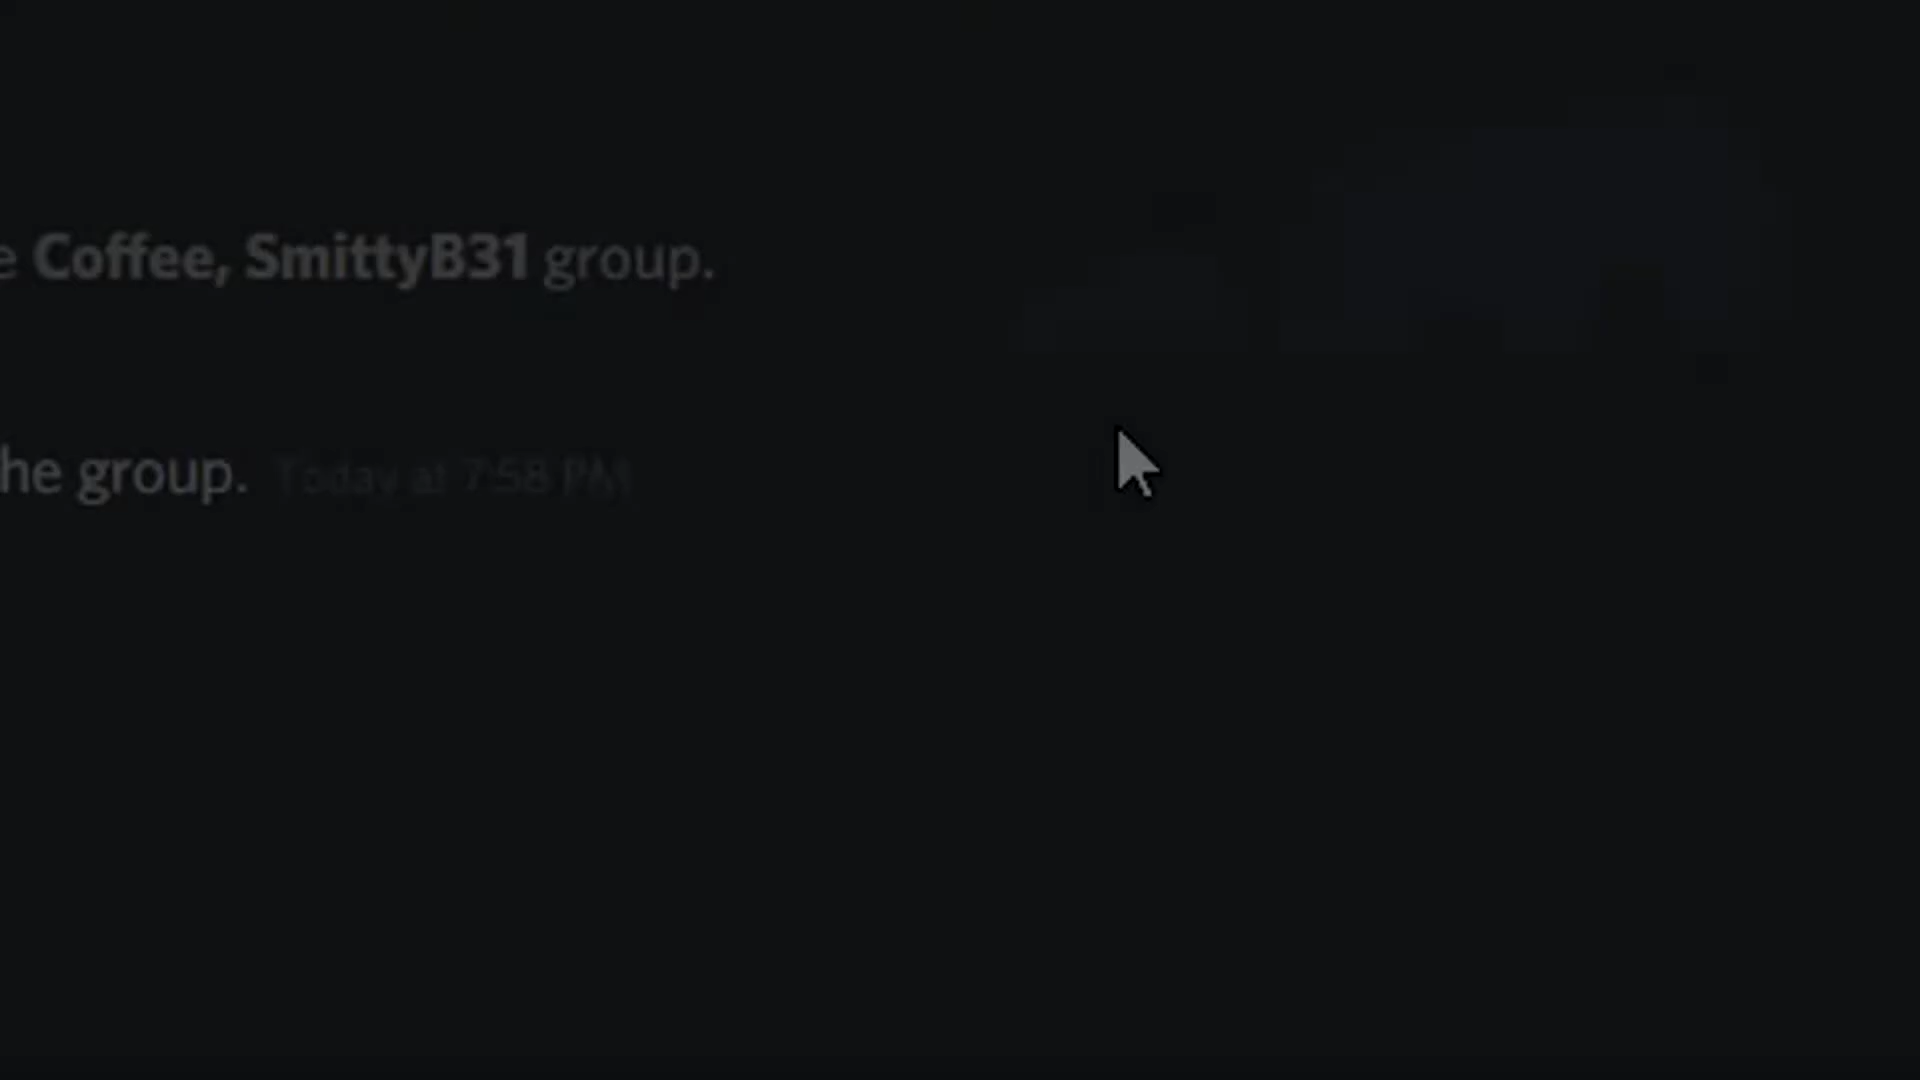 e Coffee, SmittyB31 group.
he group. Today at 7:58 PM